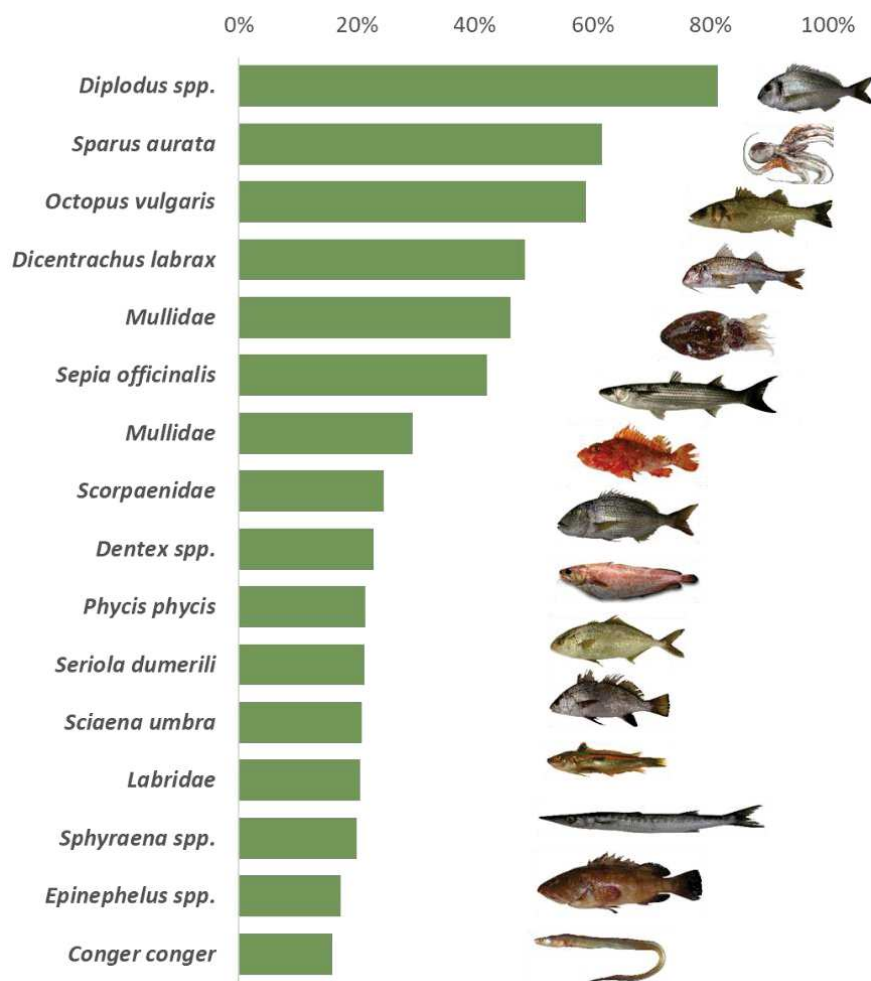 0% 20% 40% 60% 80% 100%
Diplodus spp.
Sparus aurata
Octopus vulgaris
Dicentrachus labrax
Mullidae
Sepia officinalis
Mullidae
Scorpaenidae
Dentex spp.
Phycis phycis
Seriola dumerili
Sciaena umbra
Labridae
Sphyraena spp.
Epinephelus spp.
Conger conger